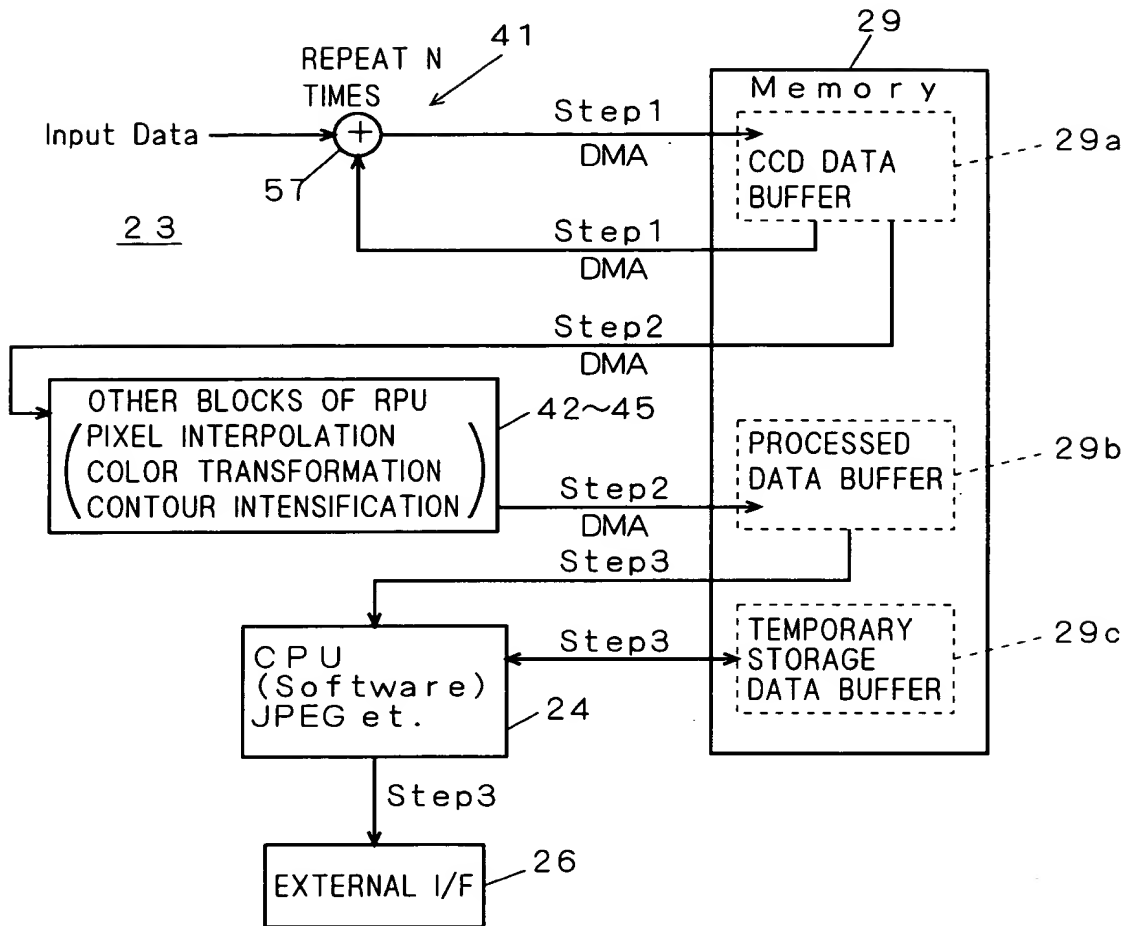 REPEAT N
TIMES
41
29
Memory
Input Data
+
Step1
DMA
57
23
CCD DATA
BUFFER
29a
Step1
DMA
Step2
DMA
OTHER BLOCKS OF RPU
PIXEL INTERPOLATION
COLOR TRANSFORMATION
CONTOUR INTENSIFICATION
42~45
Step2
DMA
PROCESSED
DATA BUFFER
29b
Step3
CPU
(Software)
JPEG et.
24
Step3
TEMPORARY
STORAGE
DATA BUFFER
29c
Step3
EXTERNAL I/F
26